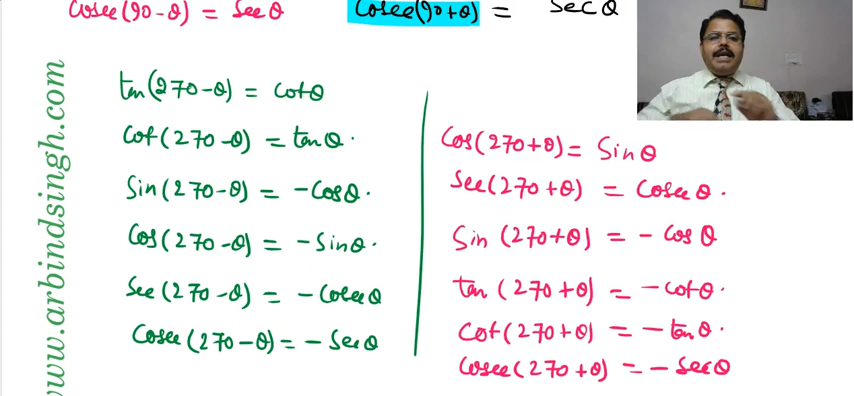 Cosec(90-θ) = Secθ
Cosec(90+θ) = Secθ
tan(270-θ) = cotθ
Cot(270-θ) = tanθ.
Sin(270-θ) = -Cosθ.
Cos(270-θ) = -Sinθ.
Sec(270-θ) = -Cosecθ
Cosec(270-θ) = -Secθ
Cos(270+θ) = Sinθ
Sec(270+θ) = Cosecθ.
Sin(270+θ) = -Cosθ
tan(270+θ) = -Cotθ.
Cot(270+θ) = -tanθ.
Cosec(270+θ) = -Secθ
www.arbindsingh.com